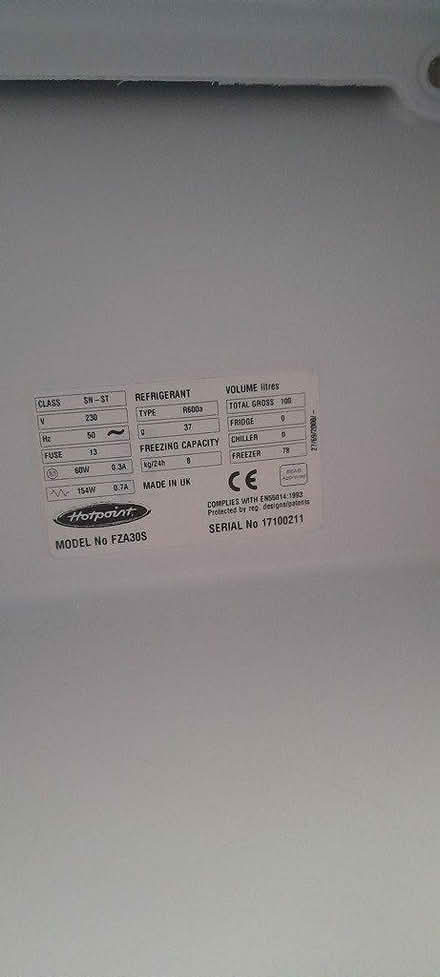 CLASS SN-ST
V 230
Hz 50
FUSE 13
60W 0.3A
154W 0.7A
REFRIGERANT
TYPE R600a
g 37
FREEZING CAPACITY
kg/24h 8
MADE IN UK
VOLUME litres
TOTAL GROSS 100
FRIDGE 0
CHILLER 0
FREEZER 78
CE
BEAB
Approved
COMPLIES WITH EN55014:1993
Protected by reg. designs/patents
Hotpoint
MODEL No FZA30S
SERIAL No 17100211